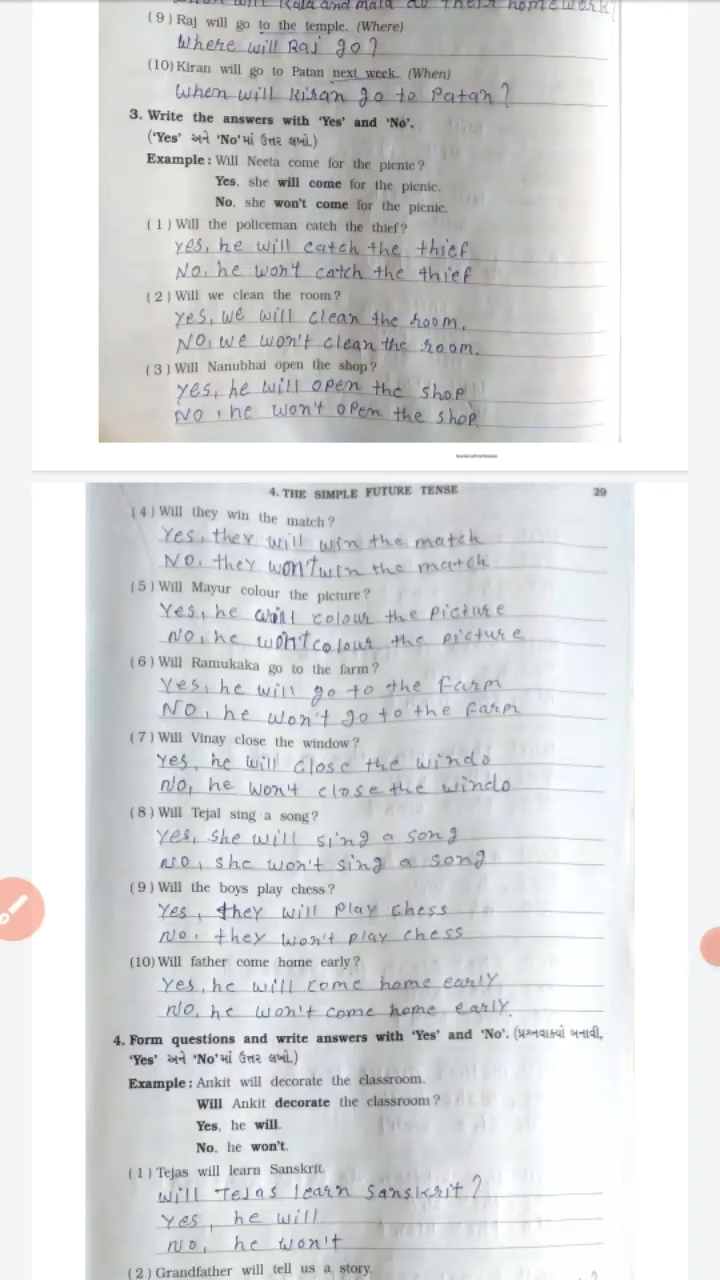 Kala and Mala do their homework?
(9) Raj will go to the temple. (Where)
Where will Raj go?
(10) Kiran will go to Patan next week. (When)
When will Kiran go to Patan?
3. Write the answers with 'Yes' and 'No'.
('Yes' અને 'No'માં ઉત્તર લખો.)
Example : Will Neeta come for the picnic?
Yes, she will come for the picnic.
No, she won't come for the picnic.
(1) Will the policeman catch the thief?
Yes, he will catch the thief
No, he won't catch the thief
(2) Will we clean the room?
Yes, we will clean the room.
NO, we won't clean the room.
(3) Will Nanubhai open the shop?
Yes, he will open the shop
NO, he won't open the shop
4. THE SIMPLE FUTURE TENSE 29
(4) Will they win the match?
Yes, they will win the match
No, they won't win the match
(5) Will Mayur colour the picture?
Yes, he will colour the picture
No, he won't colour the picture
(6) Will Ramukaka go to the farm?
Yes, he will go to the farm
NO, he won't go to the farm
(7) Will Vinay close the window?
Yes, he will close the windo
No, he won't close the windo
(8) Will Tejal sing a song?
Yes, she will sing a song
NO, she won't sing a song
(9) Will the boys play chess?
Yes, they will play chess
No. they won't play chess
(10) Will father come home early?
Yes, he will come home early
No, he won't come home early.
4. Form questions and write answers with 'Yes' and 'No'. (પ્રશ્નવાક્યો બનાવી,
'Yes' અને 'No'માં ઉત્તર લખો.)
Example : Ankit will decorate the classroom.
Will Ankit decorate the classroom?
Yes, he will.
No, he won't.
(1) Tejas will learn Sanskrit.
Will Tejas learn Sanskrit?
Yes, he will
No, he won't
(2) Grandfather will tell us a story.